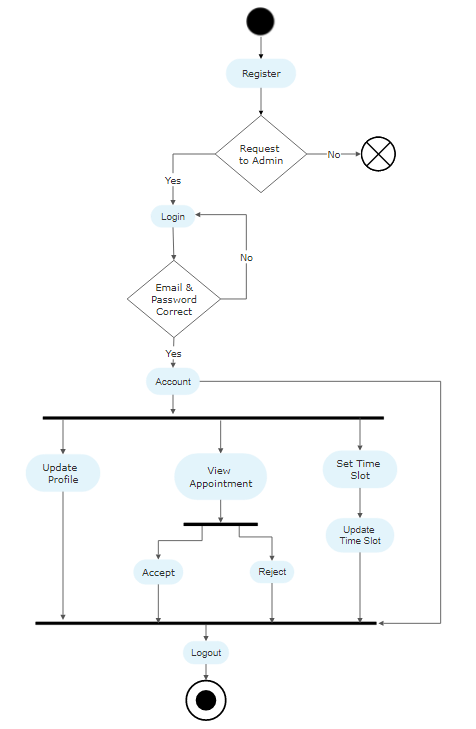 Register
Request
to Admin
No
Yes
Login
No
Email &
Password
Correct
Yes
Account
Update
Profile
View
Appointment
Set Time
Slot
Update
Time Slot
Accept
Reject
Logout